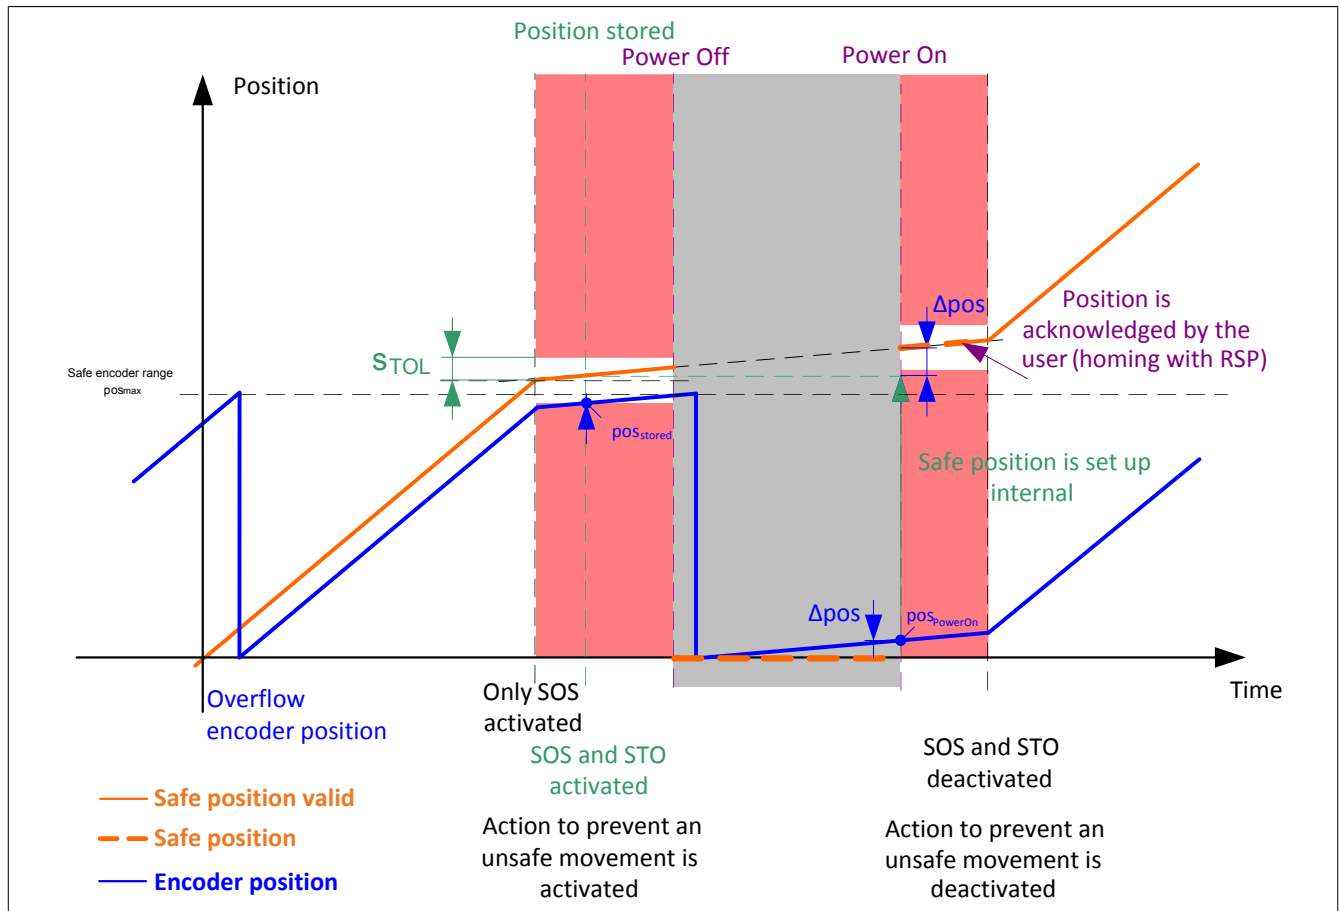 Position stored
Power Off
Power On
Position
Δpos
Position is
acknowledged by the
user (homing with RSP)
STOL
Safe encoder range
posmax
posstored
Safe position is set up
internal
Δpos
posPowerOn
Time
Overflow
encoder position
Only SOS
activated
SOS and STO
activated
Action to prevent an
unsafe movement is
activated
SOS and STO
deactivated
Action to prevent an
unsafe movement is
deactivated
Safe position valid
Safe position
Encoder position